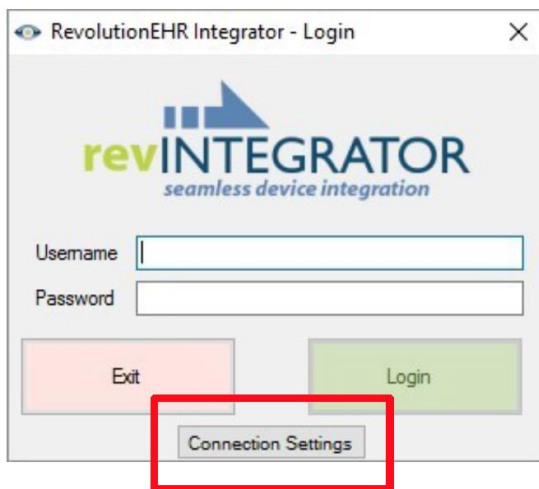 RevolutionEHR Integrator - Login
revINTEGRATOR
seamless device integration
Username
Password
Exit
Login
Connection Settings